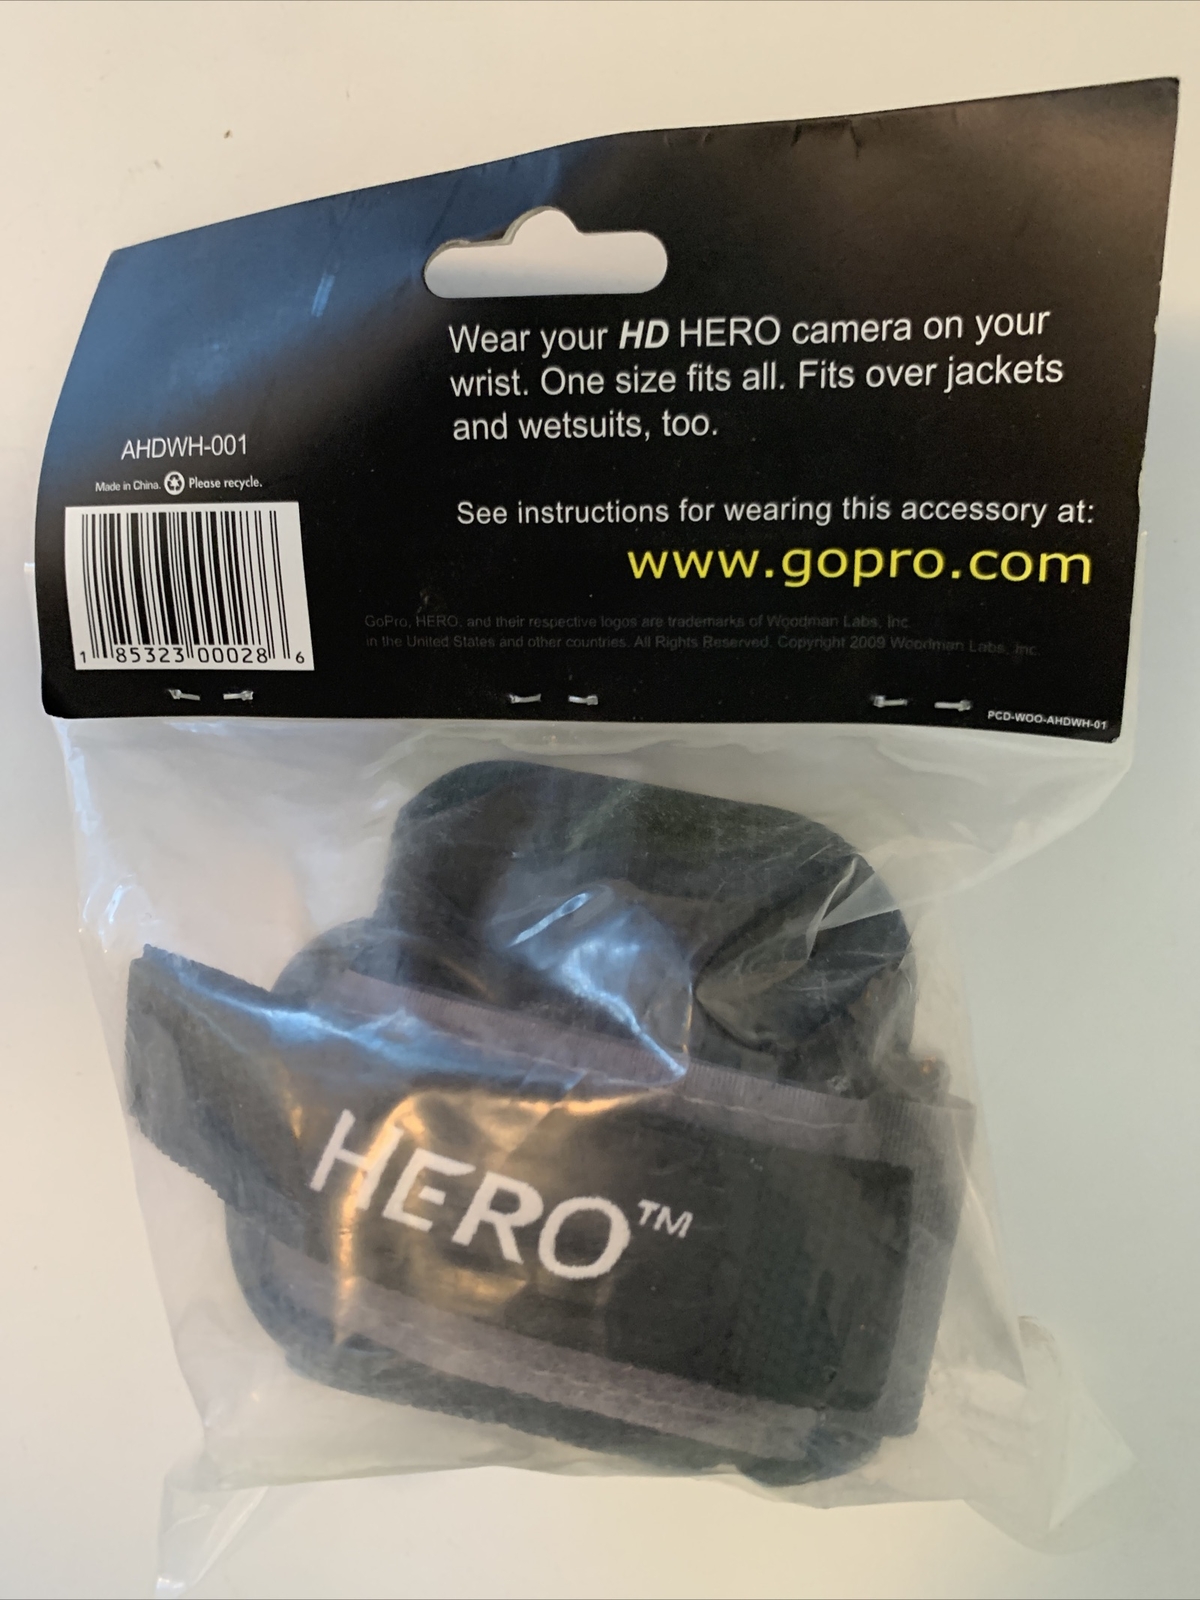 Wear your HD HERO camera on your
wrist. One size fits all. Fits over jackets
and wetsuits, too.
AHDWH-001
Made in China. Please recycle.
1 85323 00028 6
See instructions for wearing this accessory at:
www.gopro.com
GoPro, HERO, and their respective logos are trademarks of Woodman Labs, Inc.
in the United States and other countries. All Rights Reserved. Copyright 2009 Woodman Labs, Inc.
PCD-WOO-AHDWH-01
HERO™